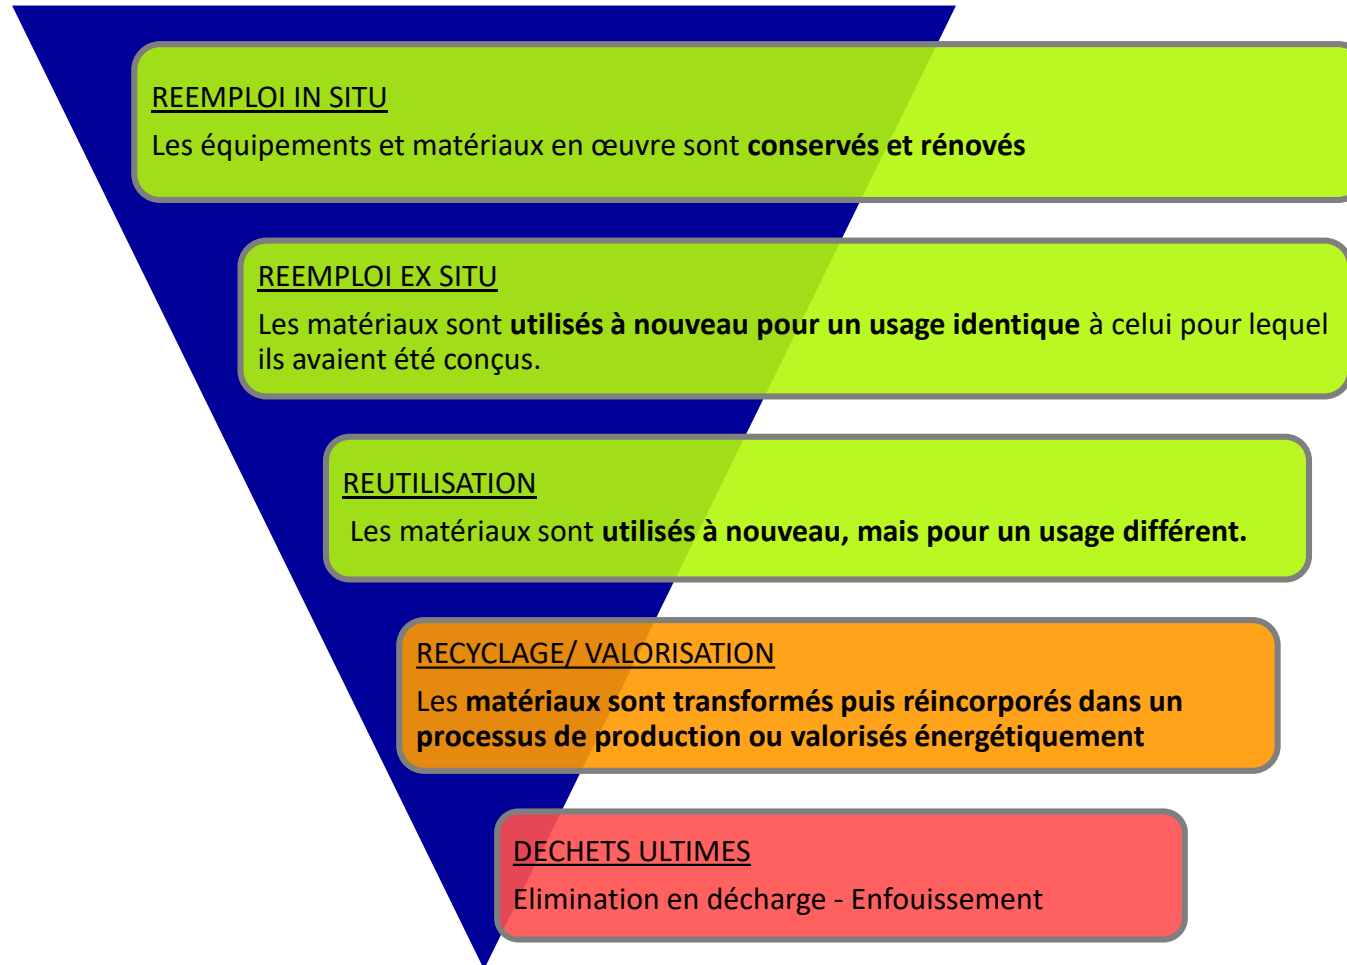 REEMPLOI IN SITU
Les équipements et matériaux en œuvre sont conservés et rénovés
REEMPLOI EX SITU
Les matériaux sont utilisés à nouveau pour un usage identique à celui pour lequel
ils avaient été conçus.
REUTILISATION
Les matériaux sont utilisés à nouveau, mais pour un usage différent.
RECYCLAGE/ VALORISATION
Les matériaux sont transformés puis réincorporés dans un
processus de production ou valorisés énergétiquement
DECHETS ULTIMES
Elimination en décharge - Enfouissement